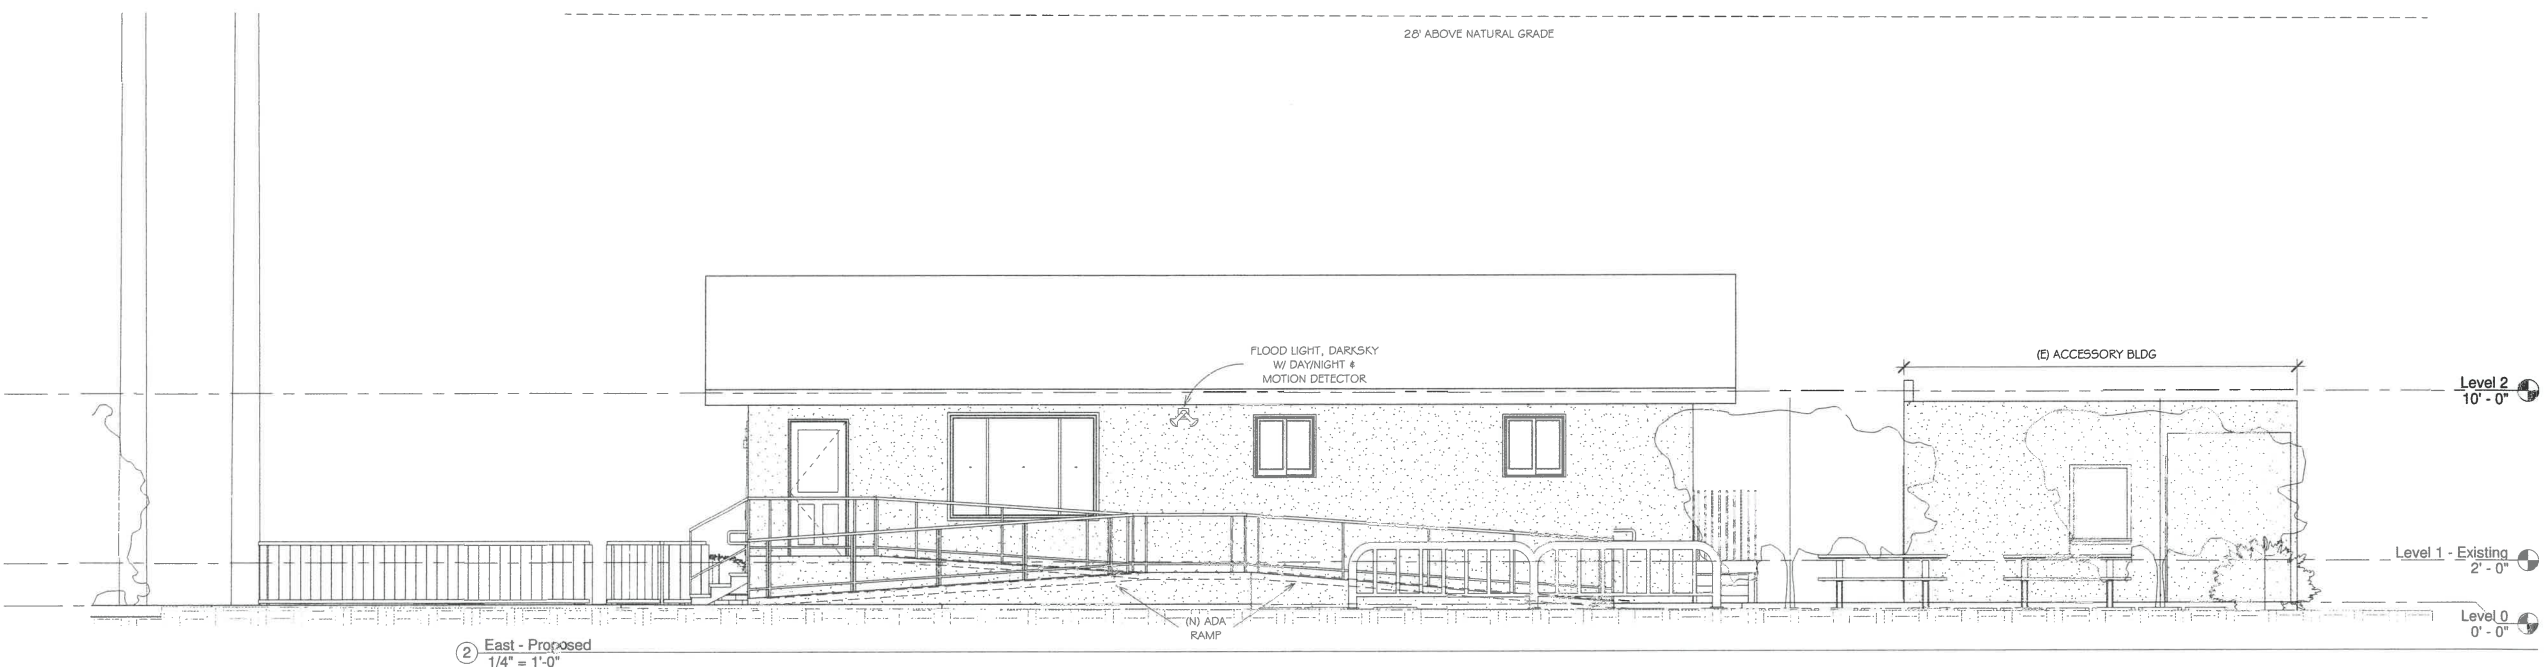 28' ABOVE NATURAL GRADE
FLOOD LIGHT, DARKSKY
W/ DAY/NIGHT &
MOTION DETECTOR
(E) ACCESSORY BLDG
Level 2
10' - 0"
Level 1 - Existing
2' - 0"
(N) ADA
RAMP
Level 0
0' - 0"
2
East - Proposed
1/4" = 1'-0"